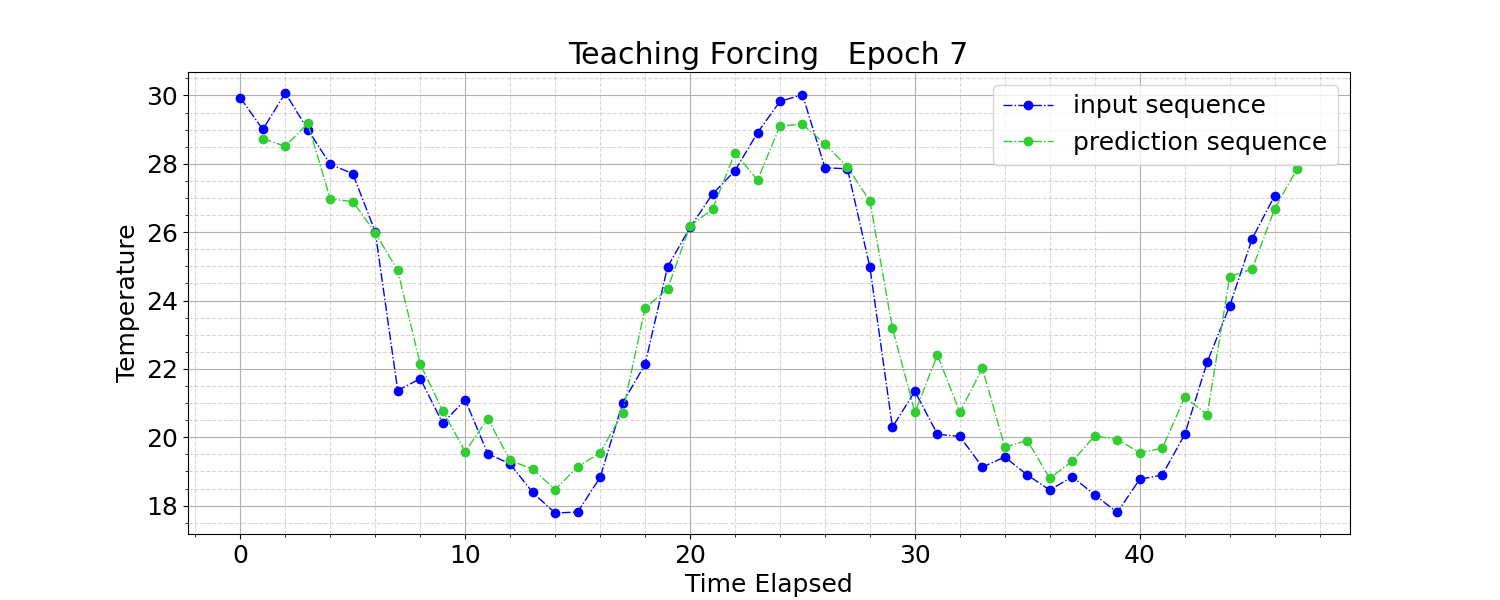 Teaching Forcing   Epoch 7
input sequence
prediction sequence
Temperature
30
28
26
24
22
20
18
0 10 20 30 40
Time Elapsed